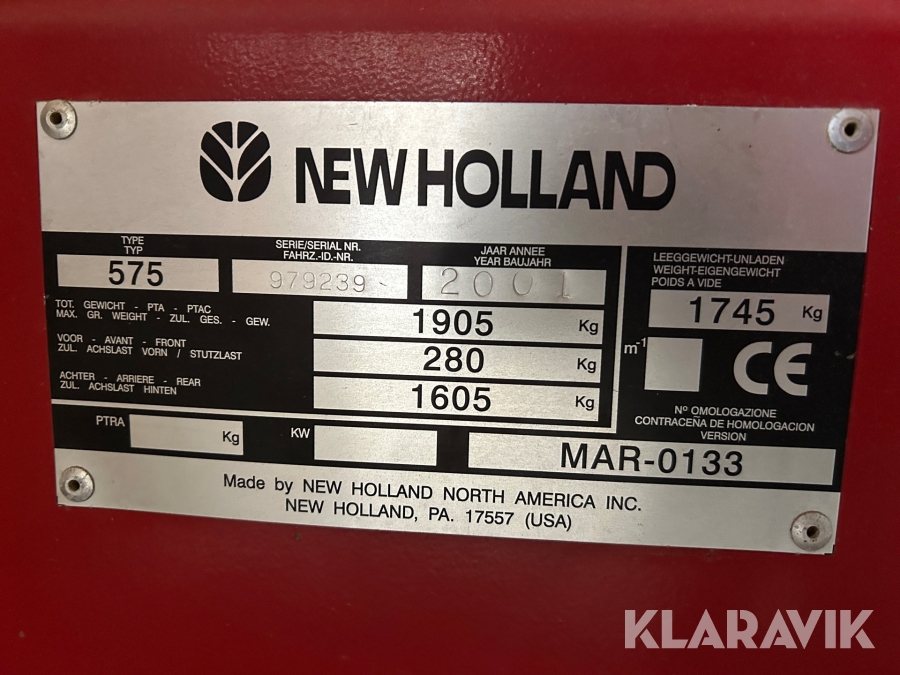 NEW HOLLAND
TYPE
TYP
575
SERIE/SERIAL NR.
FAHRZ.-ID.-NR.
979239
JAAR ANNEE
YEAR BAUJAHR
2001
LEEGGEWICHT-UNLADEN
WEIGHT-EIGENGEWICHT
POIDS A VIDE
1745 Kg
TOT. GEWICHT - PTA - PTAC
MAX. GR. WEIGHT - ZUL. GES. - GEW.
1905 Kg
VOOR - AVANT - FRONT
ZUL. ACHSLAST VORN / STUTZLAST
280 Kg
ACHTER - ARRIERE - REAR
ZUL. ACHSLAST HINTEN
1605 Kg
m-1
CE
PTRA
Kg
KW
Nº OMOLOGAZIONE
CONTRACEÑA DE HOMOLOGACION
VERSION
MAR-0133
Made by NEW HOLLAND NORTH AMERICA INC.
NEW HOLLAND, PA. 17557 (USA)
KLARAVIK